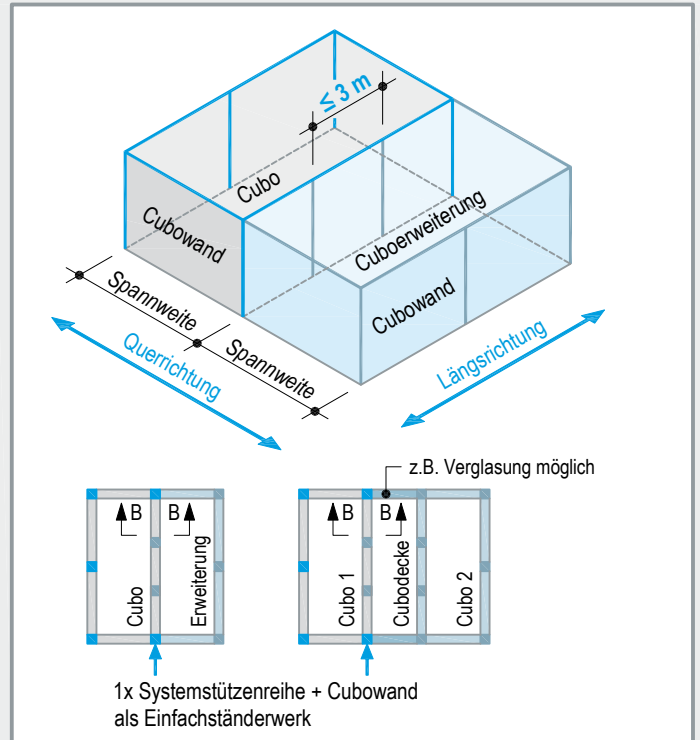 ≤ 3 m
Cubo
Cubowand
Cuboerweiterung
Cubowand
Spannweite
Spannweite
Querrichtung
Längsrichtung
z.B. Verglasung möglich
B B
Cubo
Erweiterung
B B
Cubo 1
Cubodecke
Cubo 2
1x Systemstützenreihe + Cubowand
als Einfachständerwerk